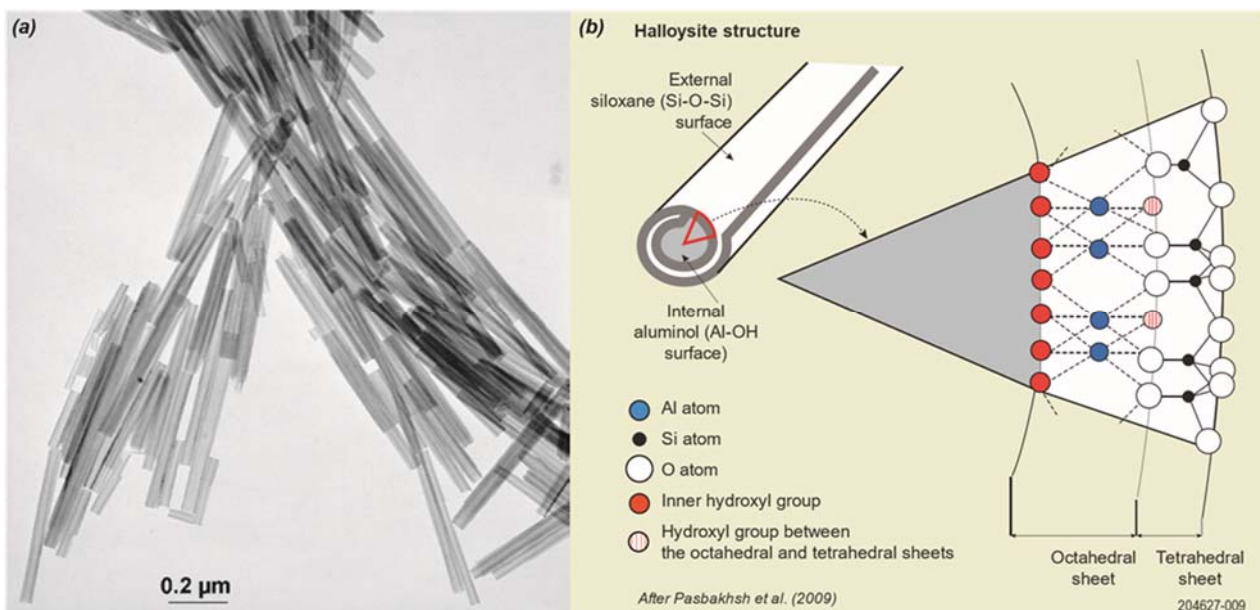 (a)
0.2 µm
(b)
Halloysite structure
External
siloxane (Si-O-Si)
surface
Internal
aluminol (Al-OH
surface)
Al atom
Si atom
O atom
Inner hydroxyl group
Hydroxyl group between
the octahedral and tetrahedral sheets
Octahedral
sheet
Tetrahedral
sheet
After Pasbakhsh et al. (2009)
204627-009